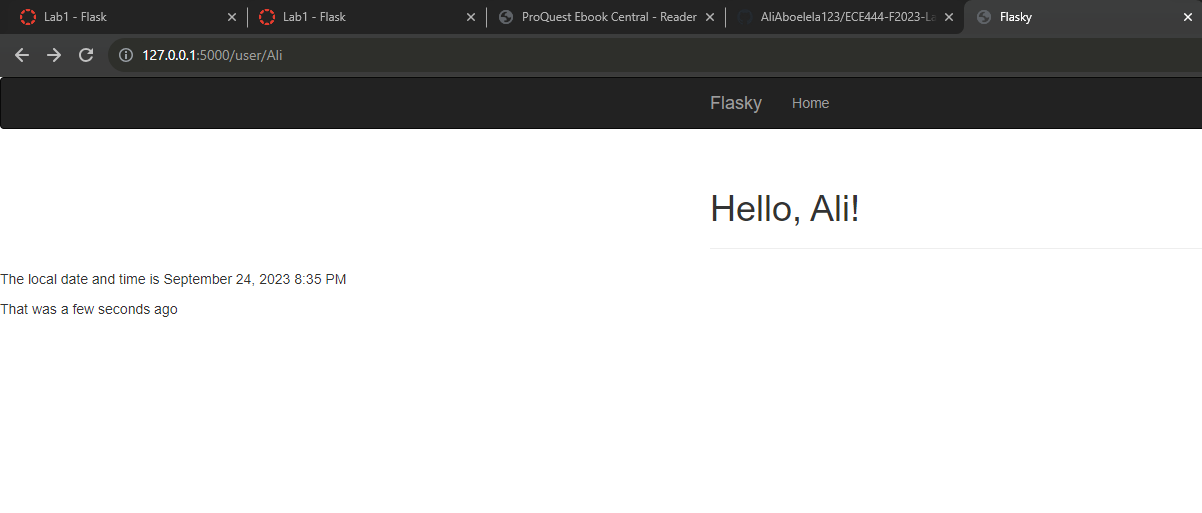 Lab1 - Flask
Lab1 - Flask
ProQuest Ebook Central - Reader
AliAboelela123/ECE444-F2023-La
Flasky
127.0.0.1:5000/user/Ali
Flasky Home
Hello, Ali!
The local date and time is September 24, 2023 8:35 PM
That was a few seconds ago